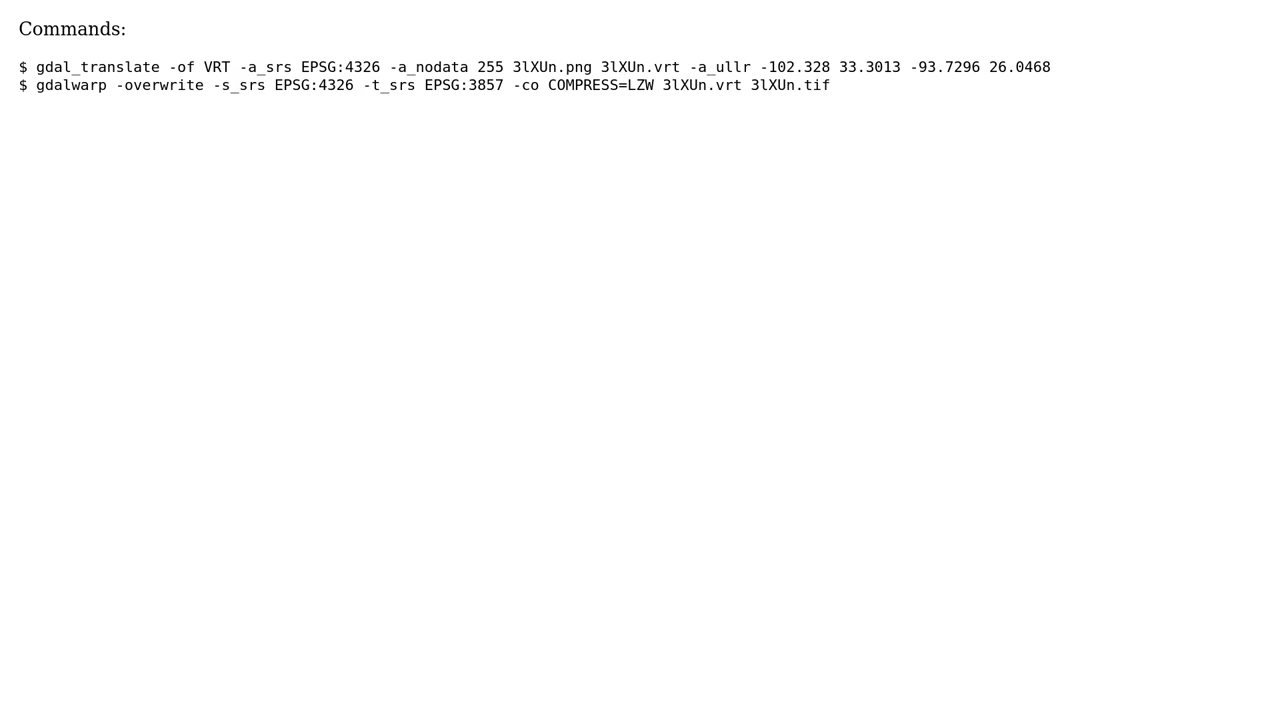 Commands:
$ gdal_translate -of VRT -a_srs EPSG:4326 -a_nodata 255 3lXUn.png 3lXUn.vrt -a_ullr -102.328 33.3013 -93.7296 26.0468
$ gdalwarp -overwrite -s_srs EPSG:4326 -t_srs EPSG:3857 -co COMPRESS=LZW 3lXUn.vrt 3lXUn.tif